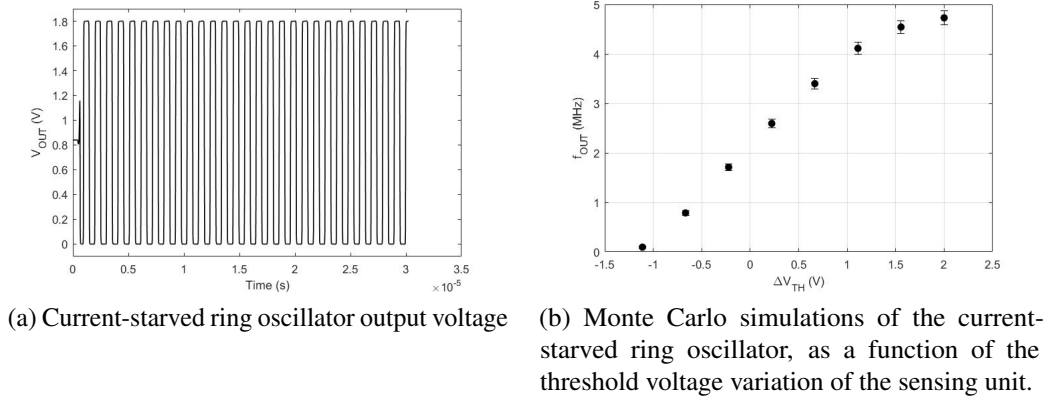 1.8
1.6
1.4
1.2
1
0.8
0.6
0.4
0.2
0
V_OUT (V)
0 0.5 1 1.5 2 2.5 3 3.5
Time (s)
×10^-5
(a) Current-starved ring oscillator output voltage
5
4
3
2
1
0
f_OUT (MHz)
-1.5 -1 -0.5 0 0.5 1 1.5 2 2.5
ΔV_TH (V)
(b) Monte Carlo simulations of the current-
starved ring oscillator, as a function of the
threshold voltage variation of the sensing unit.